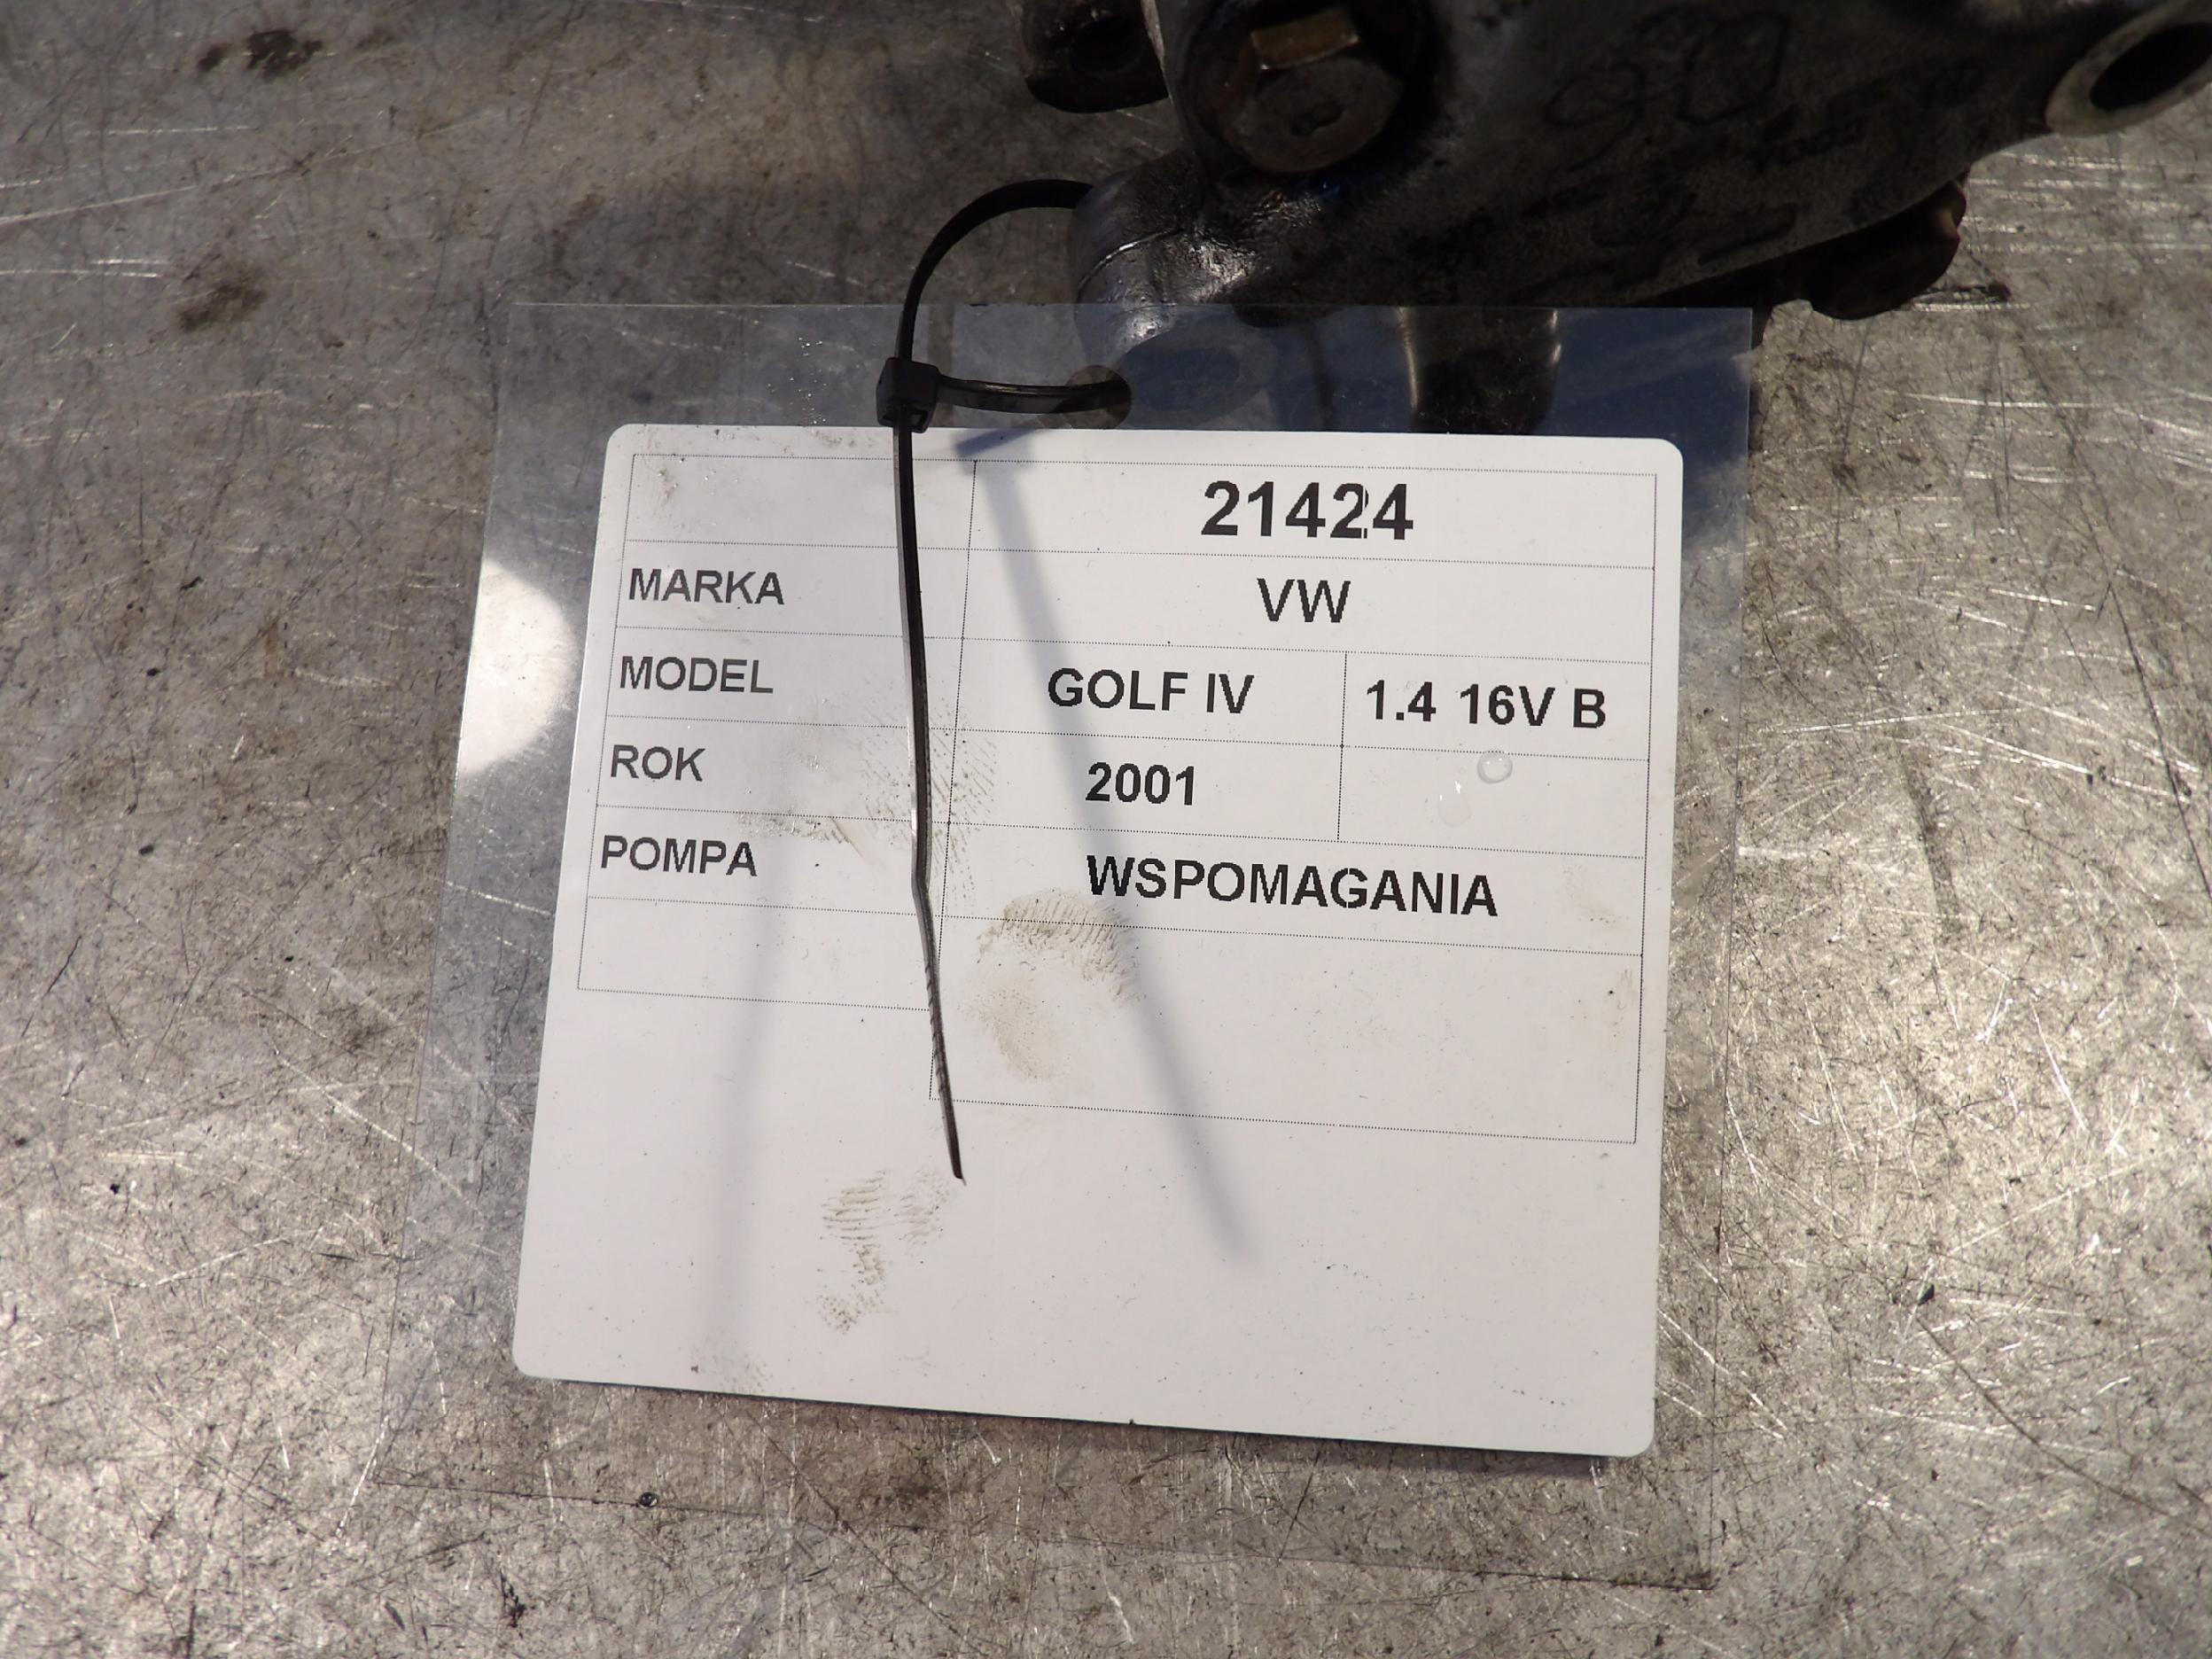 21424
MARKA VW
MODEL GOLF IV 1.4 16V B
ROK 2001
POMPA WSPOMAGANIA